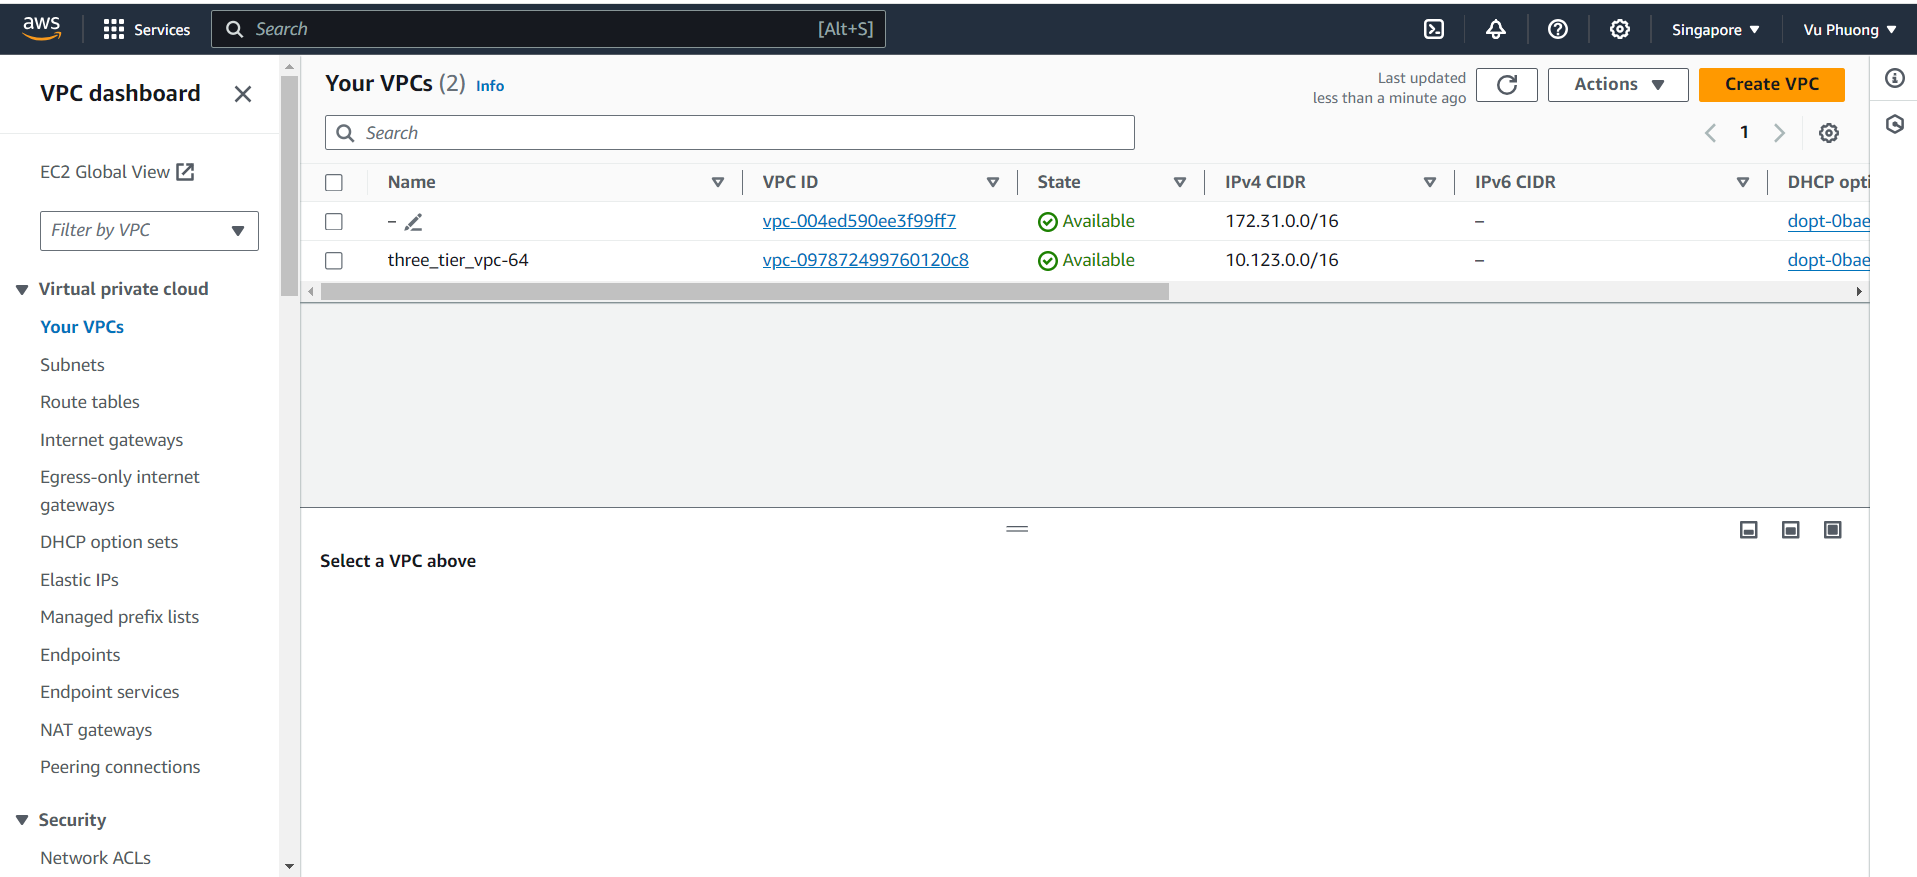 aws
Services
Search [Alt+S]
Singapore
Vu Phuong
VPC dashboard
EC2 Global View
Filter by VPC
Virtual private cloud
Your VPCs
Subnets
Route tables
Internet gateways
Egress-only internet
gateways
DHCP option sets
Elastic IPs
Managed prefix lists
Endpoints
Endpoint services
NAT gateways
Peering connections
Security
Network ACLs
Your VPCs (2) Info
Last updated
less than a minute ago
Actions
Create VPC
Search
1
Name VPC ID State IPv4 CIDR IPv6 CIDR DHCP opti
– vpc-004ed590ee3f99ff7 Available 172.31.0.0/16 – dopt-0bae
three_tier_vpc-64 vpc-097872499760120c8 Available 10.123.0.0/16 – dopt-0bae
Select a VPC above